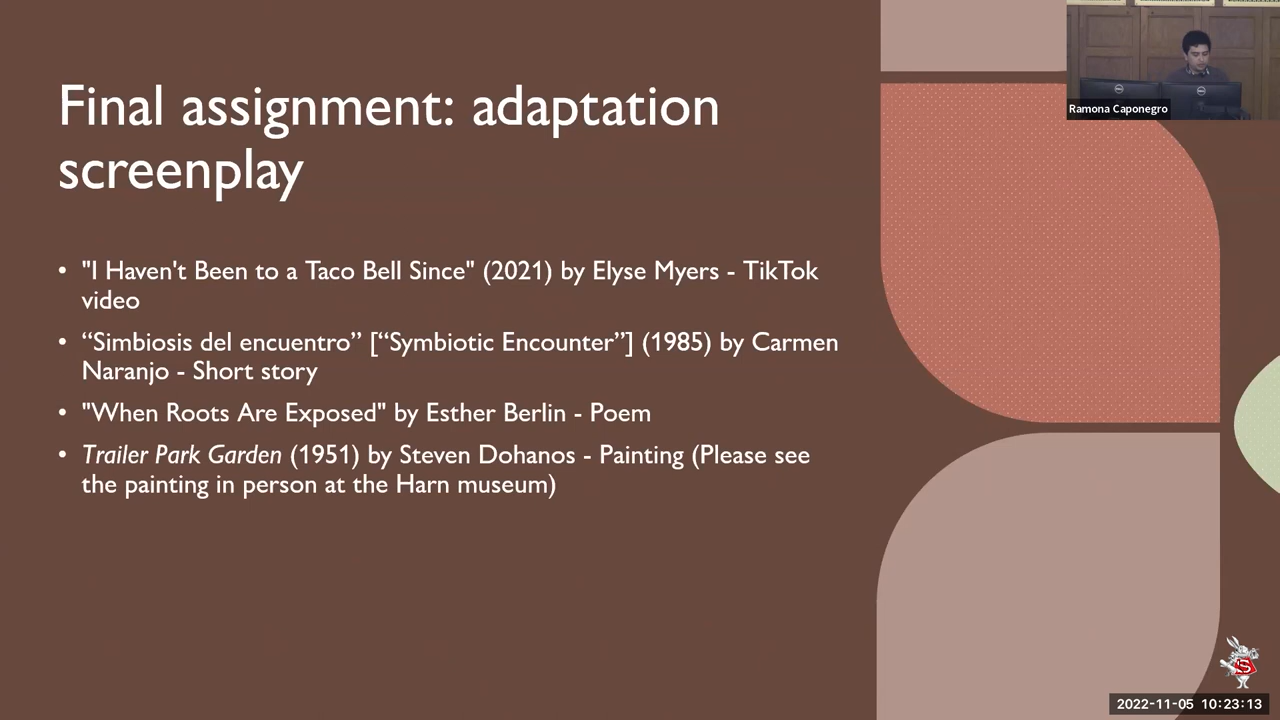 Final assignment: adaptation
screenplay
• "I Haven't Been to a Taco Bell Since" (2021) by Elyse Myers - TikTok
video
• “Simbiosis del encuentro” [“Symbiotic Encounter”] (1985) by Carmen
Naranjo - Short story
• "When Roots Are Exposed" by Esther Berlin - Poem
• Trailer Park Garden (1951) by Steven Dohanos - Painting (Please see
the painting in person at the Harn museum)
Ramona Caponegro
S
2022-11-05 10:23:13